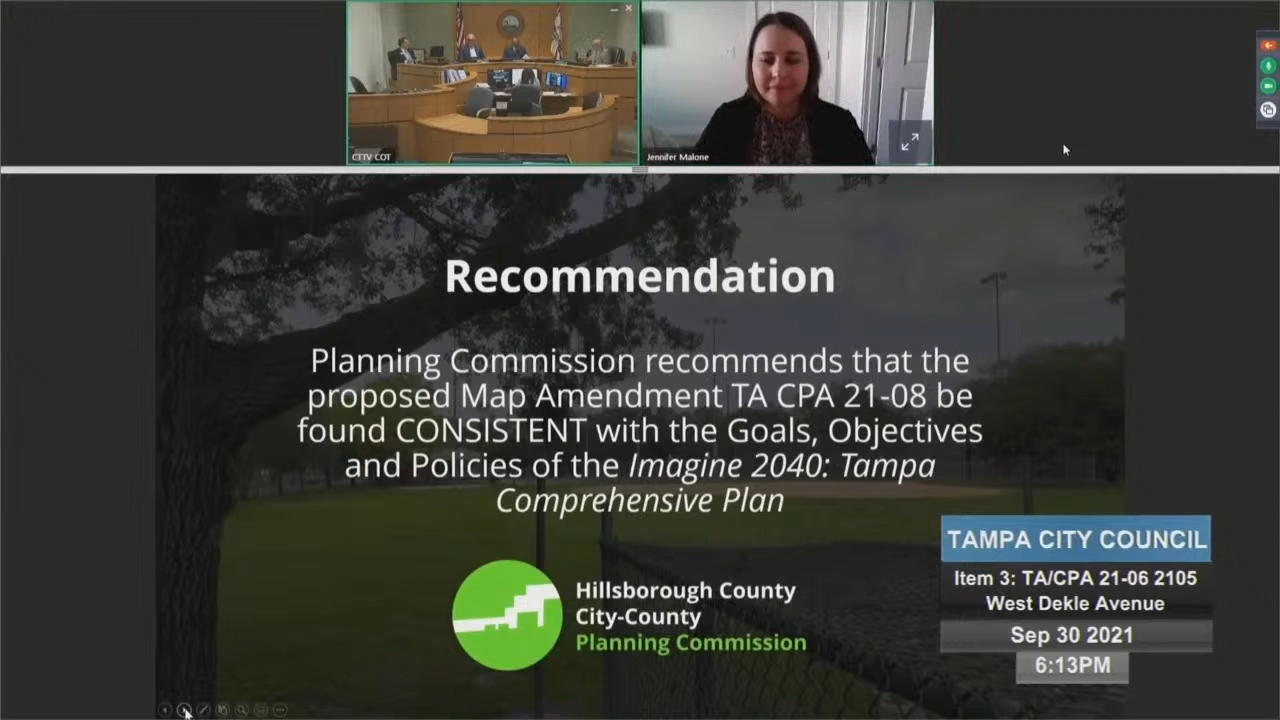 CTTV COT
Jennifer Malone
Recommendation
Planning Commission recommends that the
proposed Map Amendment TA CPA 21-08 be
found CONSISTENT with the Goals, Objectives
and Policies of the Imagine 2040: Tampa
Comprehensive Plan
Hillsborough County
City-County
Planning Commission
TAMPA CITY COUNCIL
Item 3: TA/CPA 21-06 2105
West Dekle Avenue
Sep 30 2021
6:13PM